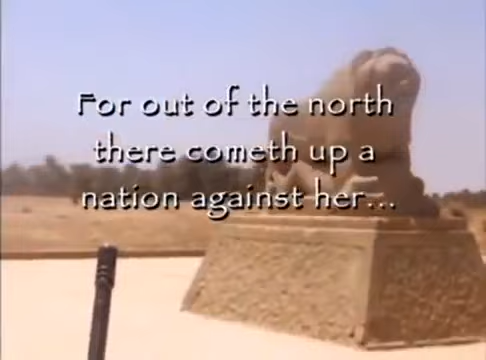 For out of the north
there cometh up a
nation against her...